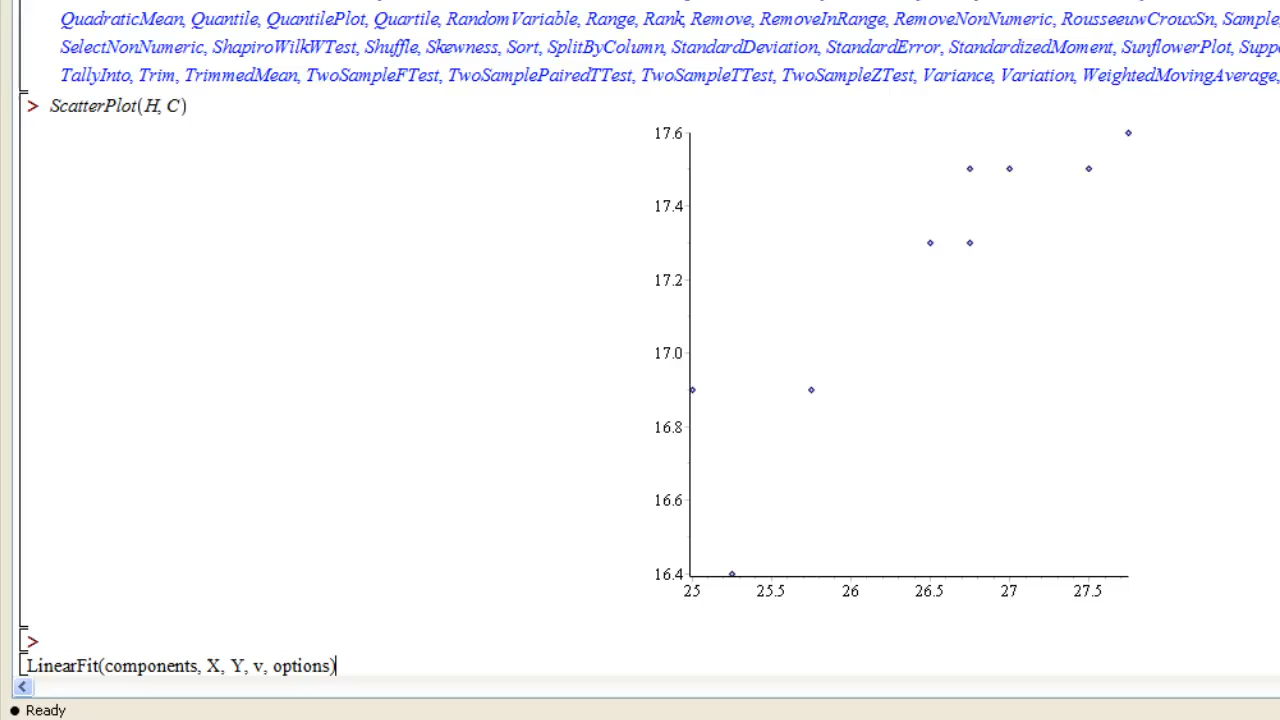 QuadraticMean, Quantile, QuantilePlot, Quartile, RandomVariable, Range, Rank, Remove, RemoveInRange, RemoveNonNumeric, RousseeuwCrouxSn, Sample,
SelectNonNumeric, ShapiroWilkWTest, Shuffle, Skewness, Sort, SplitByColumn, StandardDeviation, StandardError, StandardizedMoment, SunflowerPlot,
TallyInto, Trim, TrimmedMean, TwoSampleFTest, TwoSamplePairedTTest, TwoSampleTTest, TwoSampleZTest, Variance, Variation, WeightedMovingAverage,
> ScatterPlot(H, C)
17.6
17.4
17.2
17.0
16.8
16.6
16.4
25 25.5 26 26.5 27 27.5
>
LinearFit(components, X, Y, v, options)
Ready